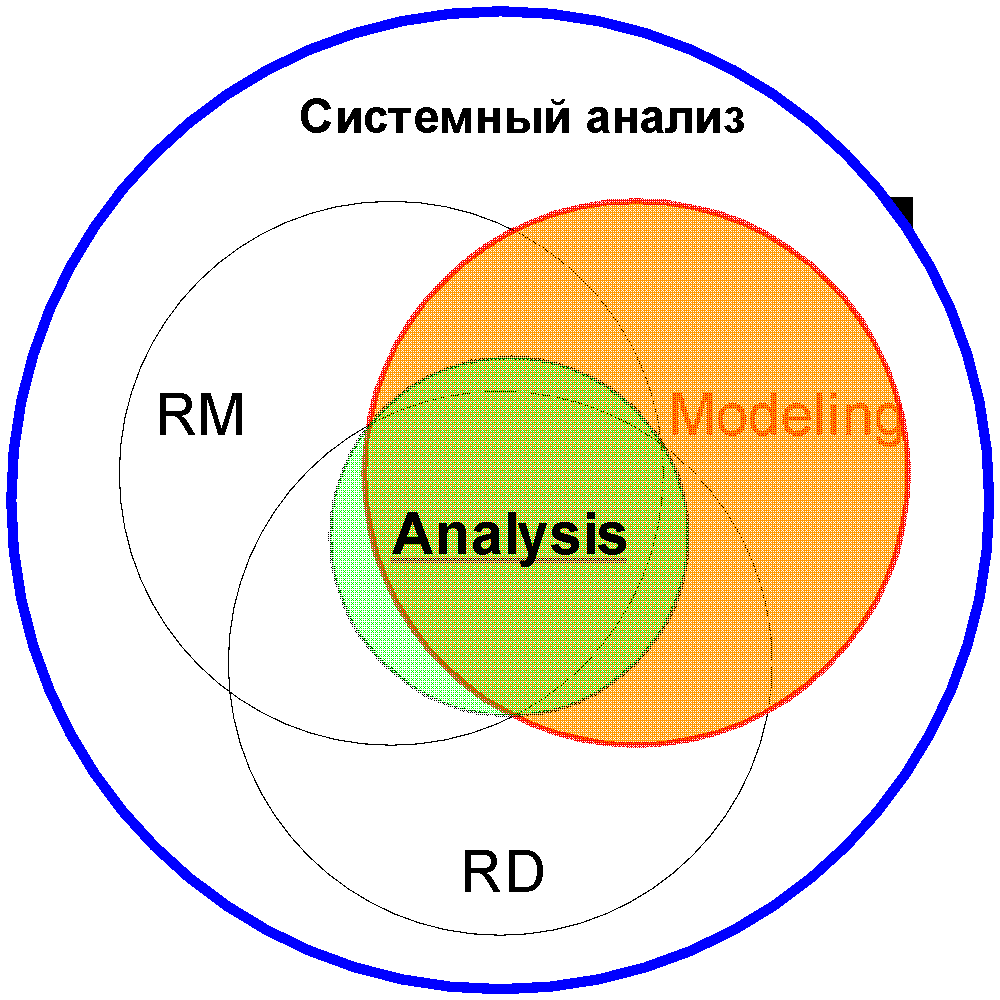 Системный анализ
RM
Modeling
Analysis
RD